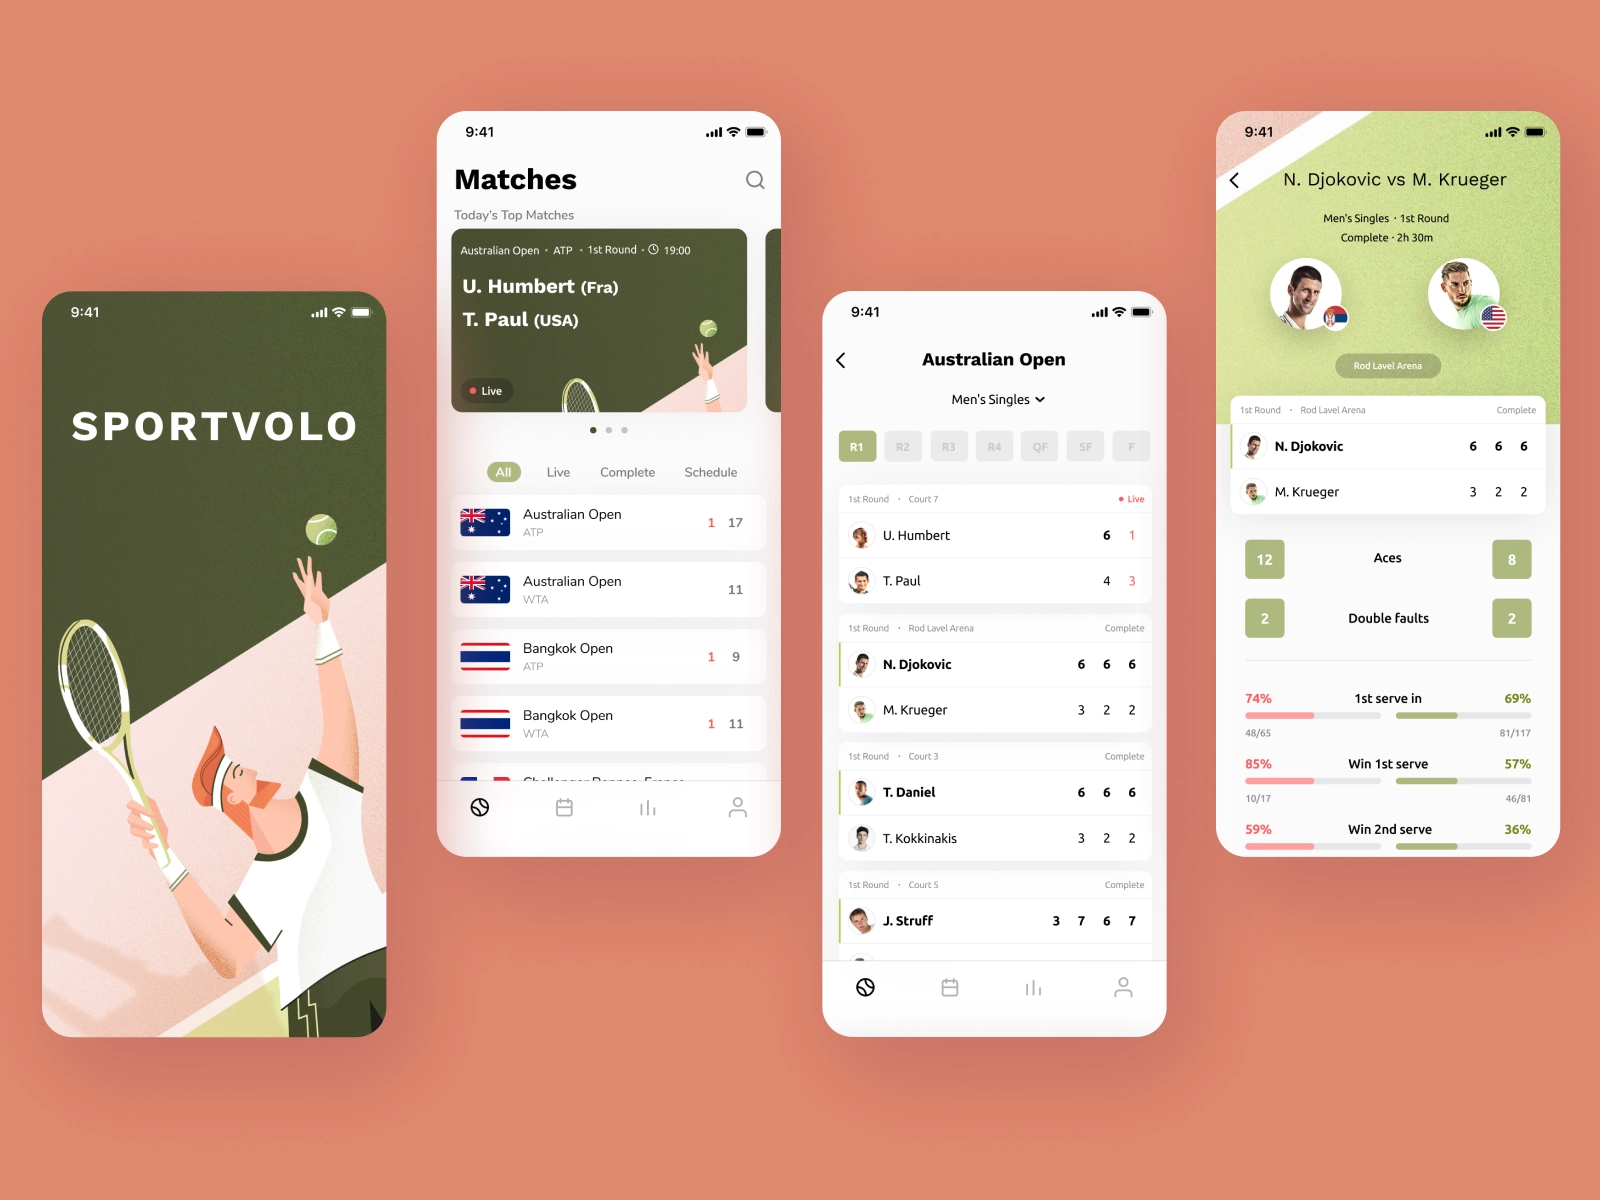 9:41
SPORTVOLO
9:41
Matches
Today's Top Matches
Australian Open • ATP • 1st Round • 19:00
U. Humbert (Fra)
T. Paul (USA)
Live
All Live Complete Schedule
Australian Open 1 17
ATP
Australian Open 11
WTA
Bangkok Open 1 9
ATP
Bangkok Open 1 11
WTA
9:41
Australian Open
Men's Singles
R1 R2 R3 R4 QF SF F
1st Round · Court 7 • Live
U. Humbert 6 1
T. Paul 4 3
1st Round · Rod Lavel Arena Complete
N. Djokovic 6 6 6
M. Krueger 3 2 2
1st Round · Court 3 Complete
T. Daniel 6 6 6
T. Kokkinakis 3 2 2
1st Round · Court 5 Complete
J. Struff 3 7 6 7
9:41
N. Djokovic vs M. Krueger
Men's Singles · 1st Round
Complete · 2h 30m
Rod Lavel Arena
1st Round · Rod Lavel Arena Complete
N. Djokovic 6 6 6
M. Krueger 3 2 2
12 Aces 8
2 Double faults 2
74% 1st serve in 69%
48/65 81/117
85% Win 1st serve 57%
10/17 46/81
59% Win 2nd serve 36%